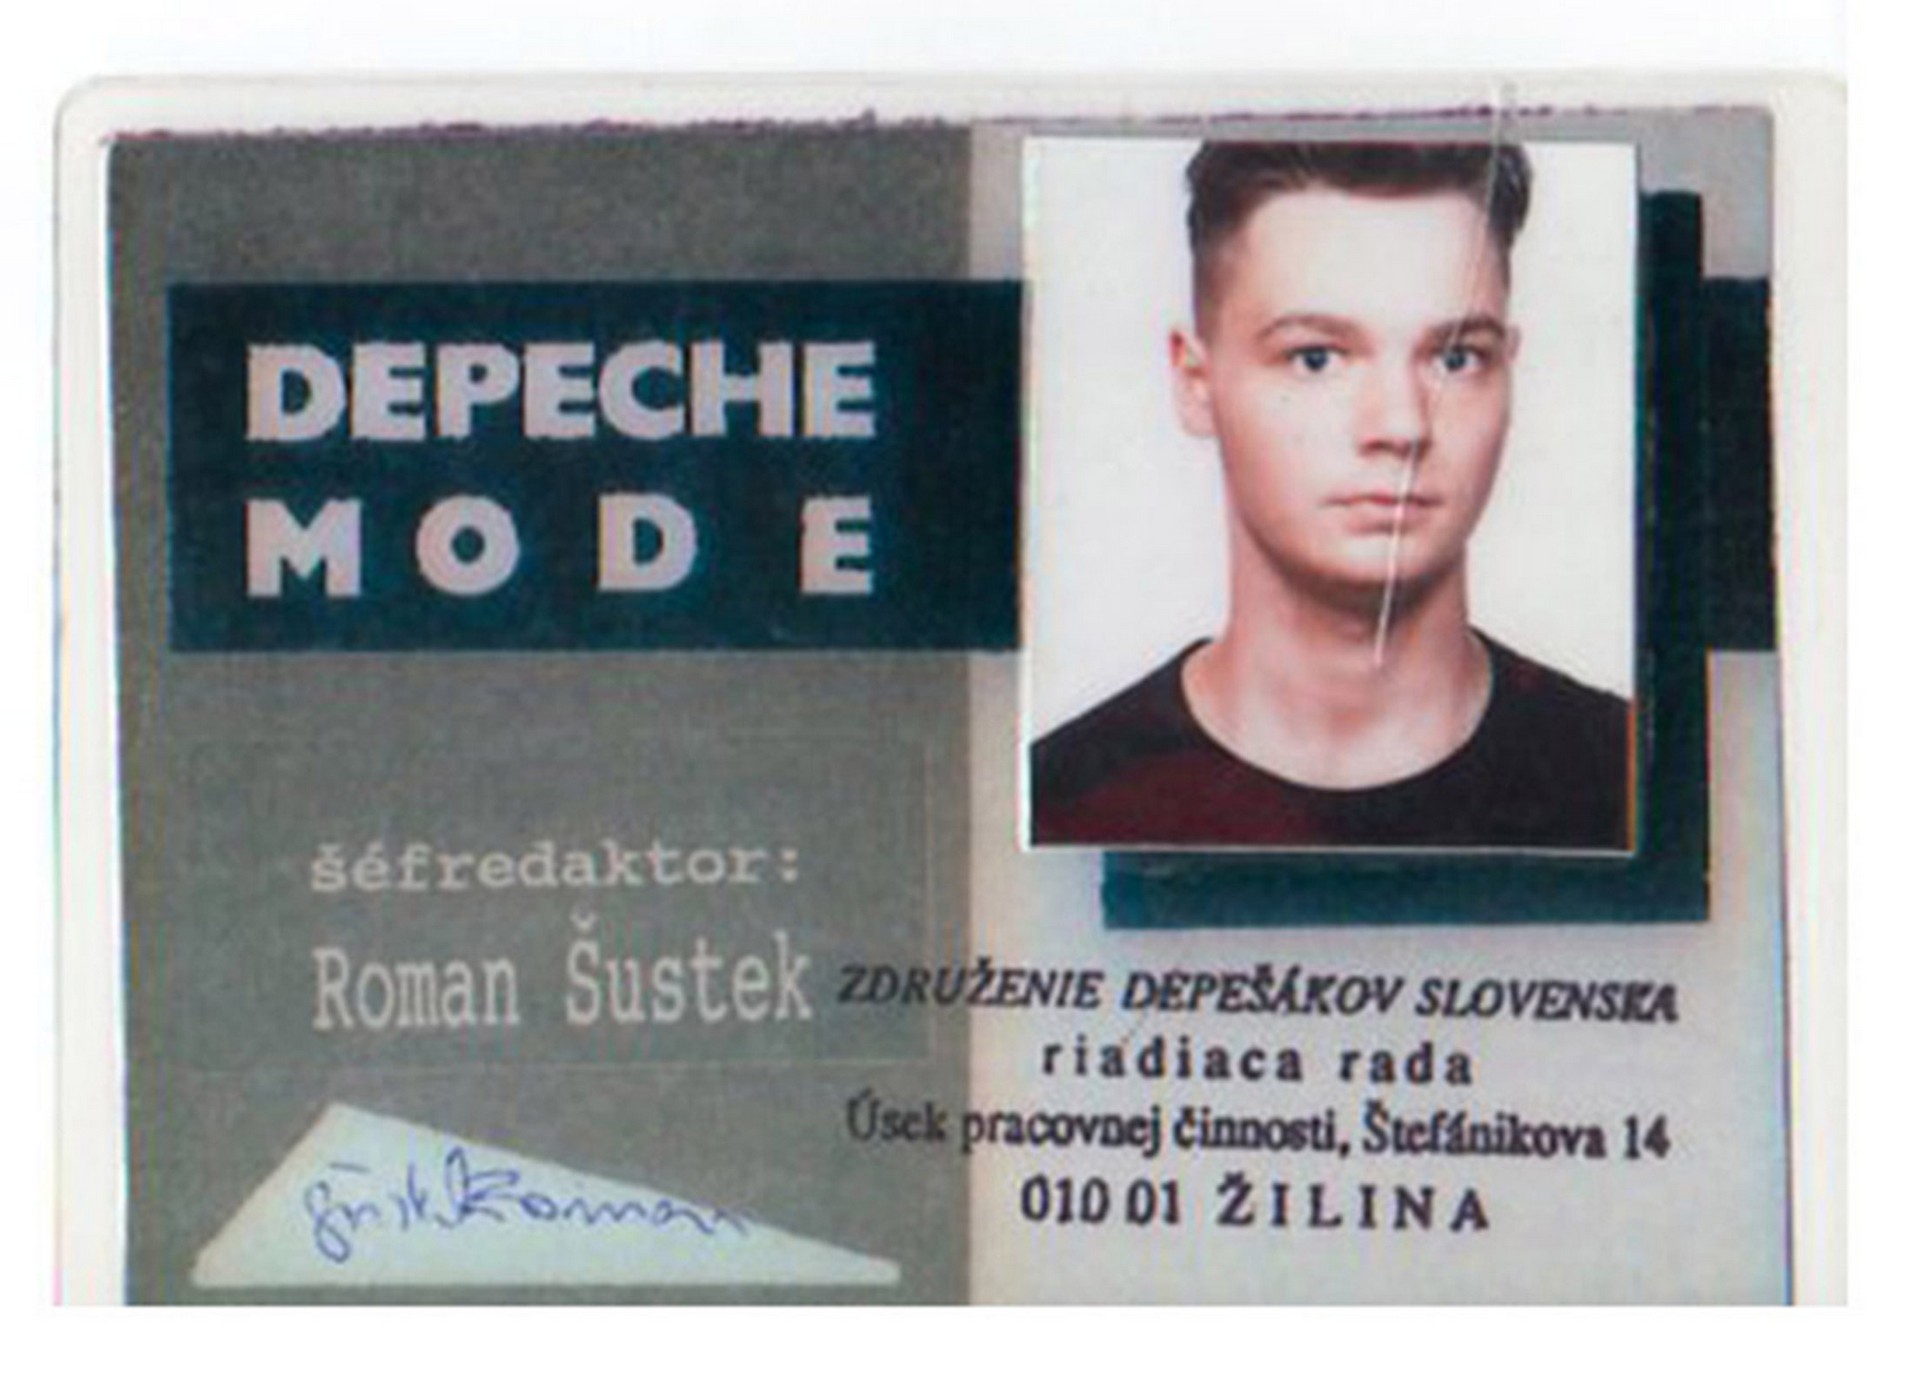 DEPECHE
MODE
šéfredaktor:
Roman Šustek
ZDRUŽENIE DEPEŠÁKOV SLOVENSKA
riadiaca rada
Úsek pracovnej činnosti, Štefánikova 14
010 01 ŽILINA